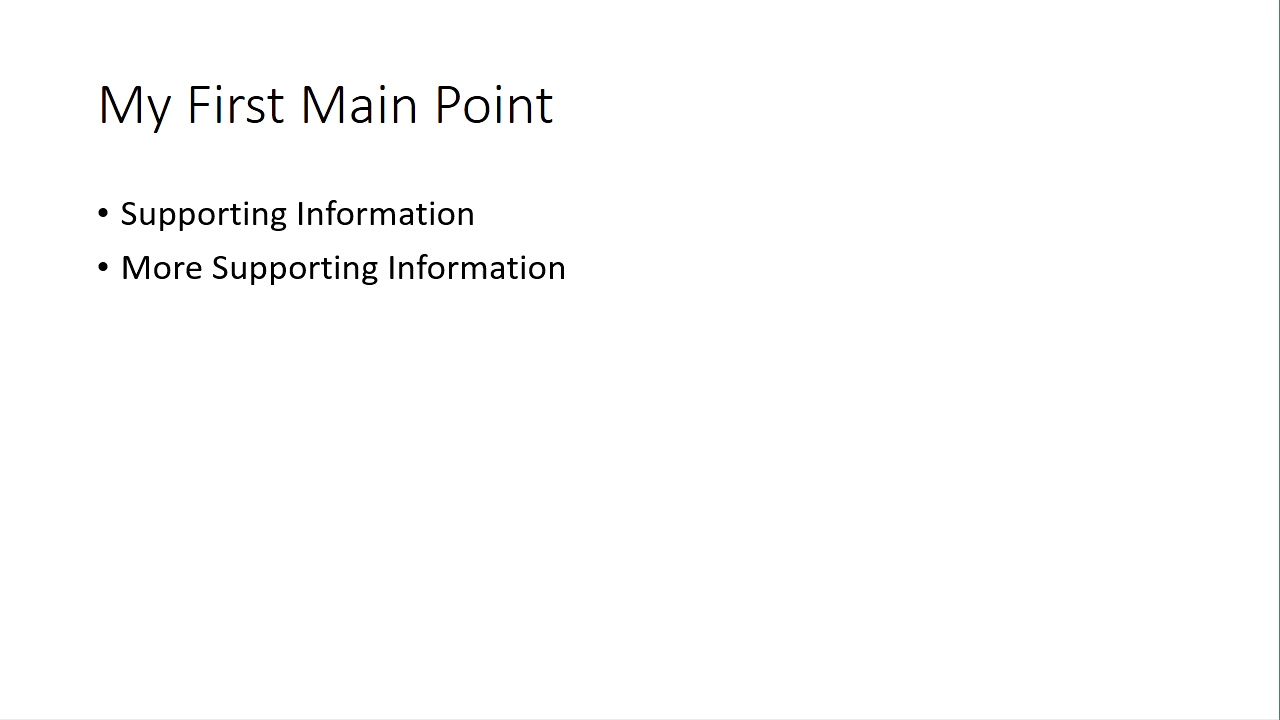 My First Main Point
• Supporting Information
• More Supporting Information